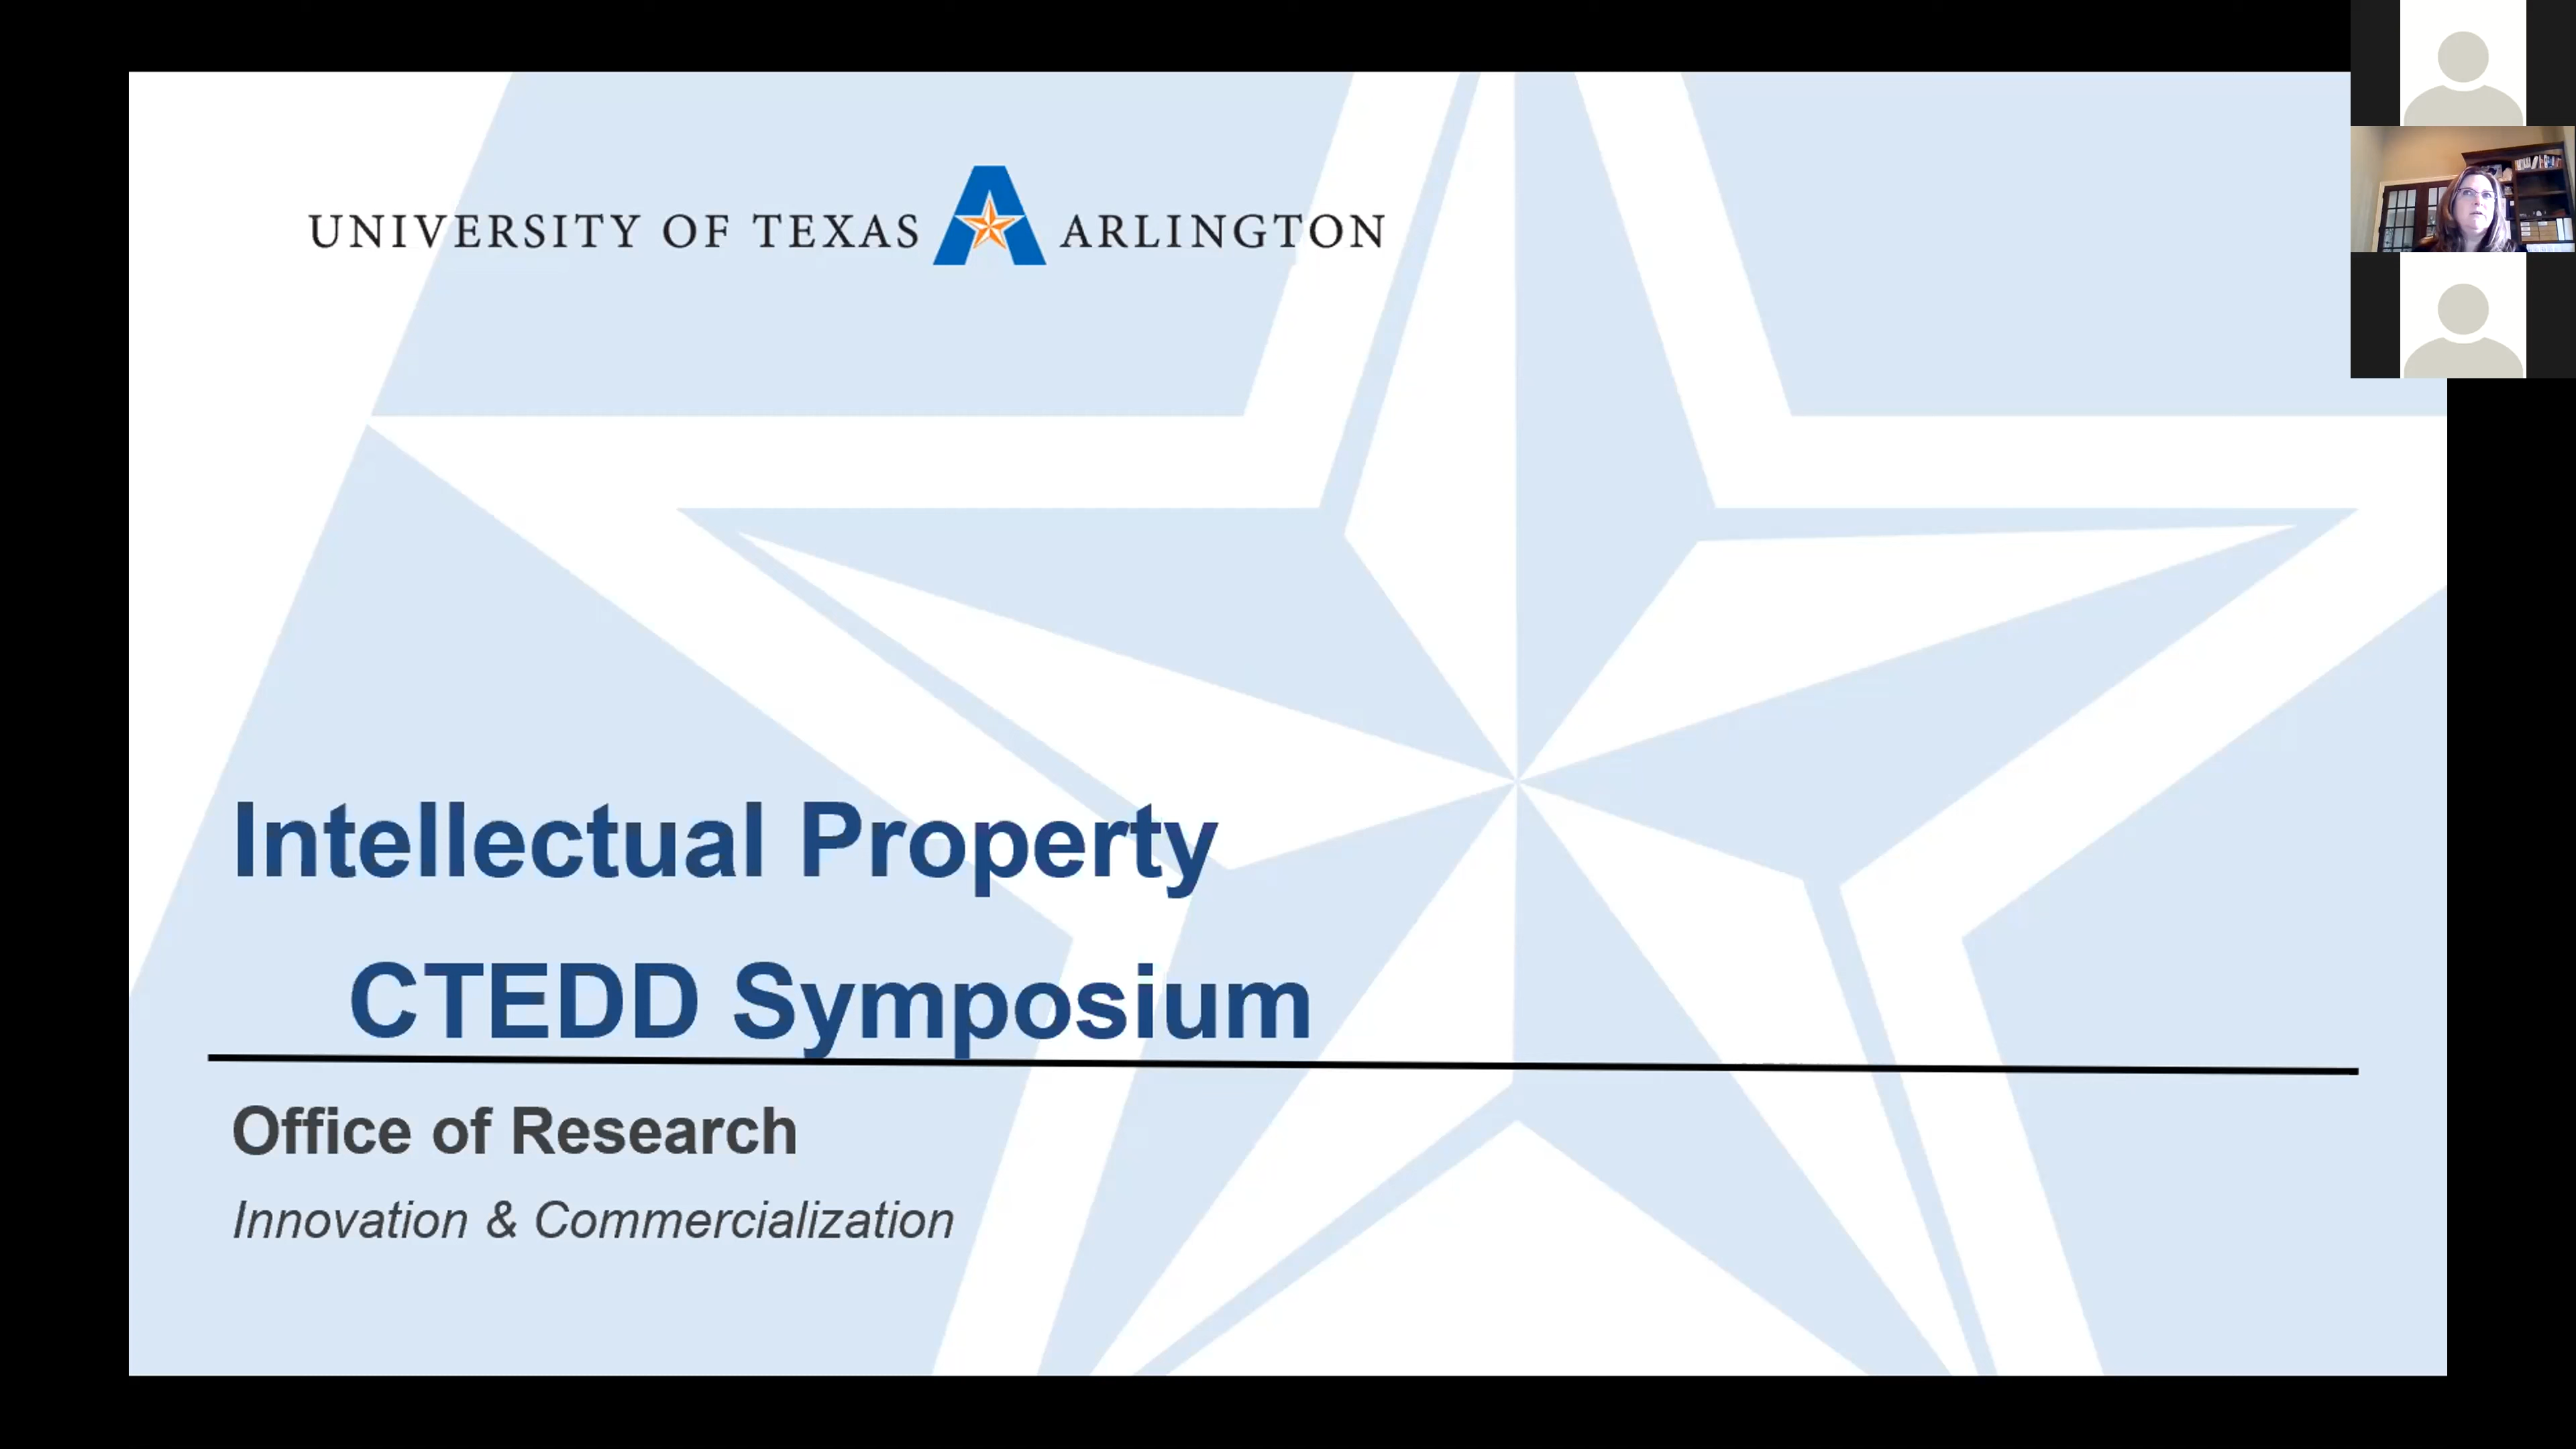 UNIVERSITY OF TEXAS A ARLINGTON
Intellectual Property
CTEDD Symposium
Office of Research
Innovation & Commercialization